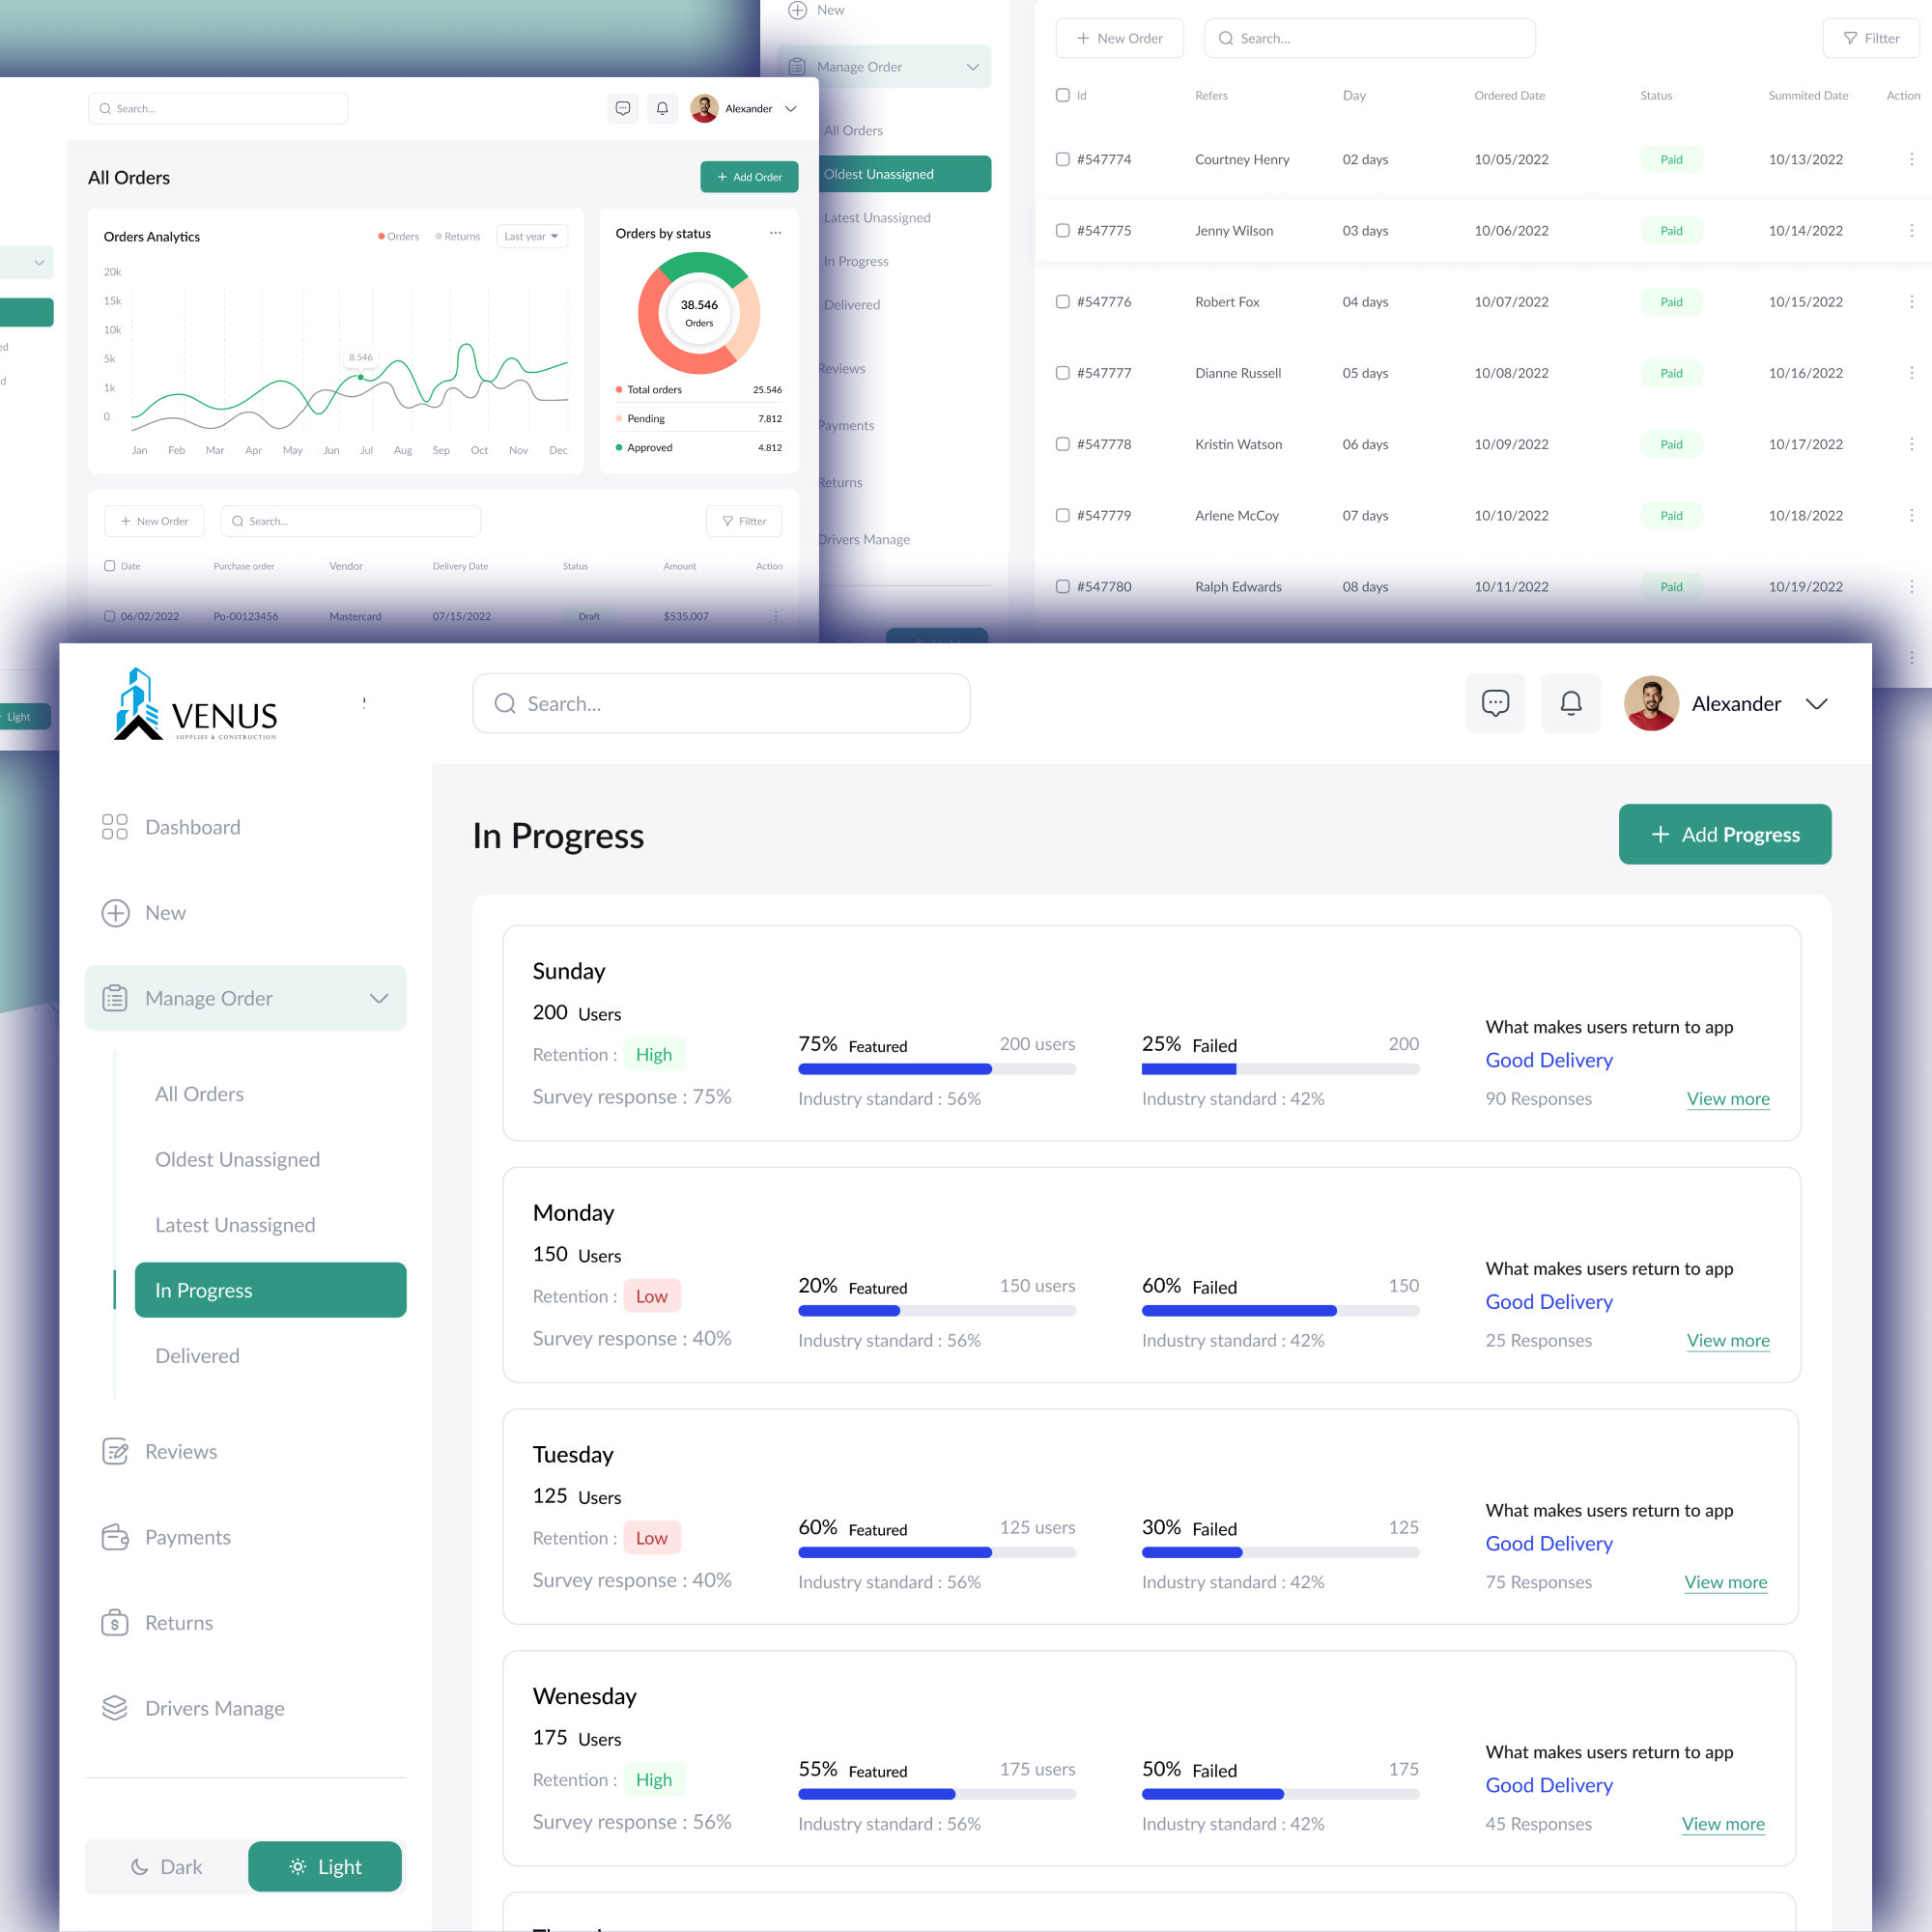 New
Manage Order
All Orders
Oldest Unassigned
Latest Unassigned
In Progress
Delivered
Reviews
Payments
Returns
Drivers Manage
New Order
Search...
Filtter
Id Refers Day Ordered Date Status Summited Date Action
#547774 Courtney Henry 02 days 10/05/2022 Paid 10/13/2022
#547775 Jenny Wilson 03 days 10/06/2022 Paid 10/14/2022
#547776 Robert Fox 04 days 10/07/2022 Paid 10/15/2022
#547777 Dianne Russell 05 days 10/08/2022 Paid 10/16/2022
#547778 Kristin Watson 06 days 10/09/2022 Paid 10/17/2022
#547779 Arlene McCoy 07 days 10/10/2022 Paid 10/18/2022
#547780 Ralph Edwards 08 days 10/11/2022 Paid 10/19/2022
Search...
Alexander
All Orders
+ Add Order
Orders Analytics
Orders Returns Last year
20k
15k
10k
5k
1k
0
8.546
Jan Feb Mar Apr May Jun Jul Aug Sep Oct Nov Dec
Orders by status
38.546
Orders
Total orders 25.546
Pending 7.812
Approved 4.812
+ New Order
Search...
Filtter
Date Purchase order Vendor Delivery Date Status Amount Action
06/02/2022 Po-00123456 Mastercard 07/15/2022 Draft $535,007
ed
d
Light
VENUS
SUPPLIES & CONSTRUCTION
Search...
Alexander
Dashboard
New
Manage Order
All Orders
Oldest Unassigned
Latest Unassigned
In Progress
Delivered
Reviews
Payments
Returns
Drivers Manage
Dark
Light
In Progress
+ Add Progress
Sunday
200 Users
Retention : High
Survey response : 75%
75% Featured 200 users
Industry standard : 56%
25% Failed 200
Industry standard : 42%
What makes users return to app
Good Delivery
90 Responses View more
Monday
150 Users
Retention : Low
Survey response : 40%
20% Featured 150 users
Industry standard : 56%
60% Failed 150
Industry standard : 42%
What makes users return to app
Good Delivery
25 Responses View more
Tuesday
125 Users
Retention : Low
Survey response : 40%
60% Featured 125 users
Industry standard : 56%
30% Failed 125
Industry standard : 42%
What makes users return to app
Good Delivery
75 Responses View more
Wenesday
175 Users
Retention : High
Survey response : 56%
55% Featured 175 users
Industry standard : 56%
50% Failed 175
Industry standard : 42%
What makes users return to app
Good Delivery
45 Responses View more